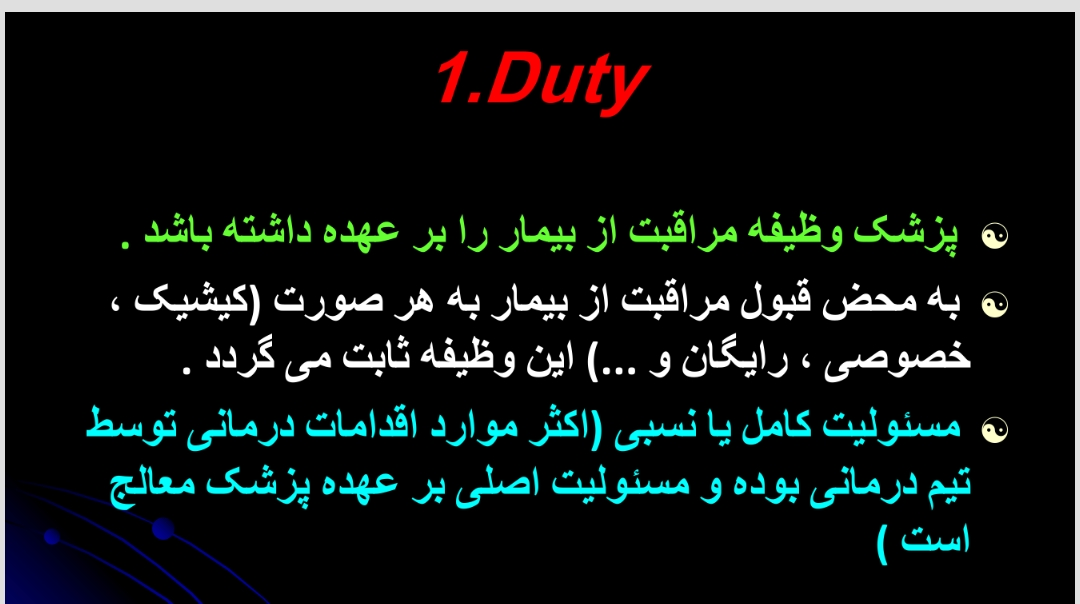 1.Duty
پزشک وظیفه مراقبت از بیمار را بر عهده داشته باشد .
به محض قبول مراقبت از بیمار به هر صورت (کیشیک ،
خصوصی ، رایگان و ...) این وظیفه ثابت می گردد .
مسئولیت کامل یا نسبی (اکثر موارد اقدامات درمانی توسط
تیم درمانی بوده و مسئولیت اصلی بر عهده پزشک معالج
است )